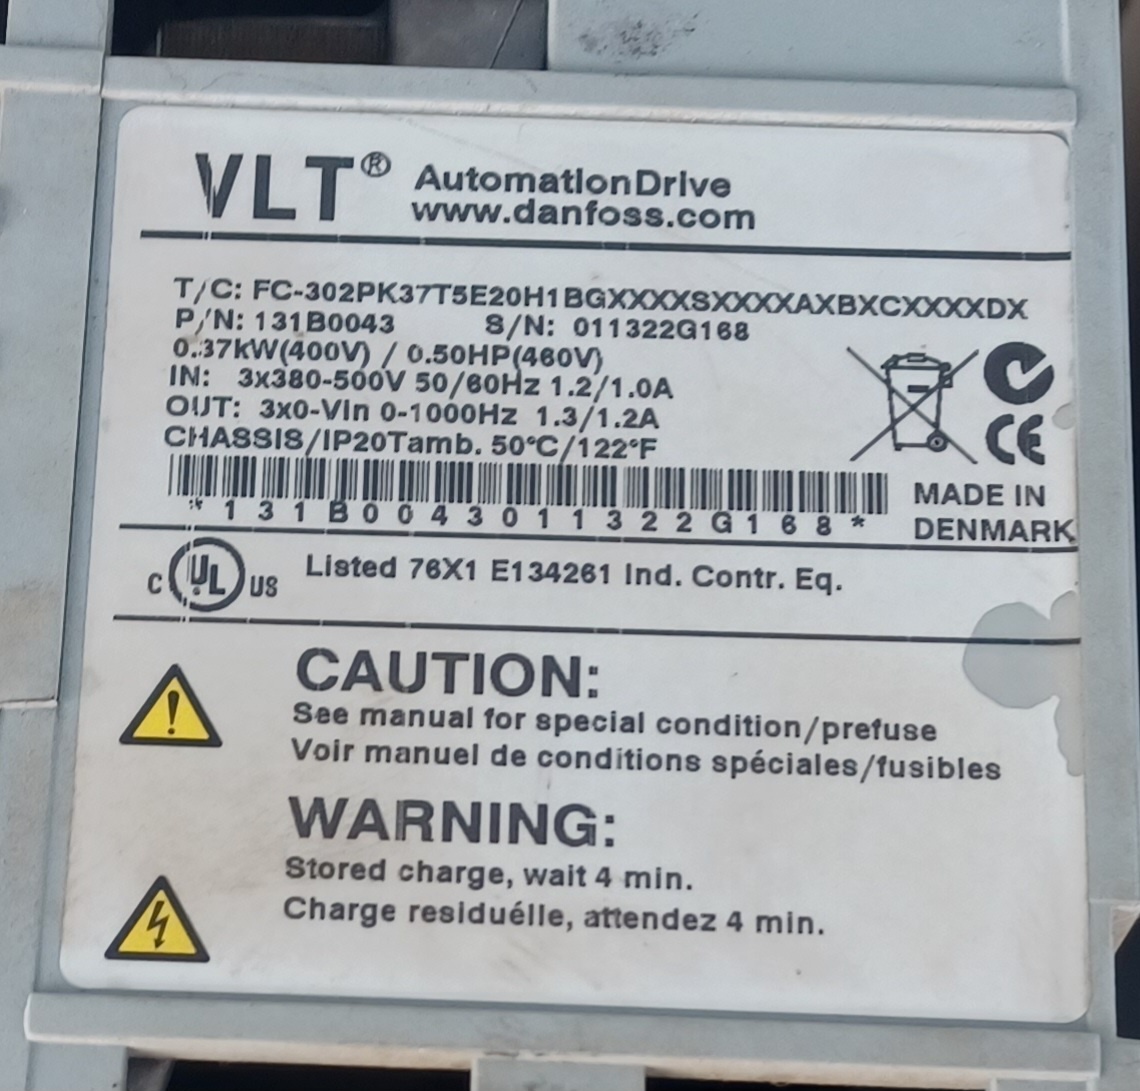 VLT® AutomationDrive
www.danfoss.com
T/C: FC-302PK37T5E20H1BGXXXXSXXXXAXBXCXXXXDX
P/N: 131B0043 S/N: 011322G168
0.37kW(400V) / 0.50HP(460V)
IN: 3x380-500V 50/60Hz 1.2/1.0A
OUT: 3x0-Vin 0-1000Hz 1.3/1.2A
CHASSIS/IP20Tamb. 50°C/122°F
CE
*131B0043011322G168*
MADE IN
DENMARK
C UL US Listed 76X1 E134261 Ind. Contr. Eq.
CAUTION:
See manual for special condition/prefuse
Voir manuel de conditions spéciales/fusibles
WARNING:
Stored charge, wait 4 min.
Charge residuélle, attendez 4 min.